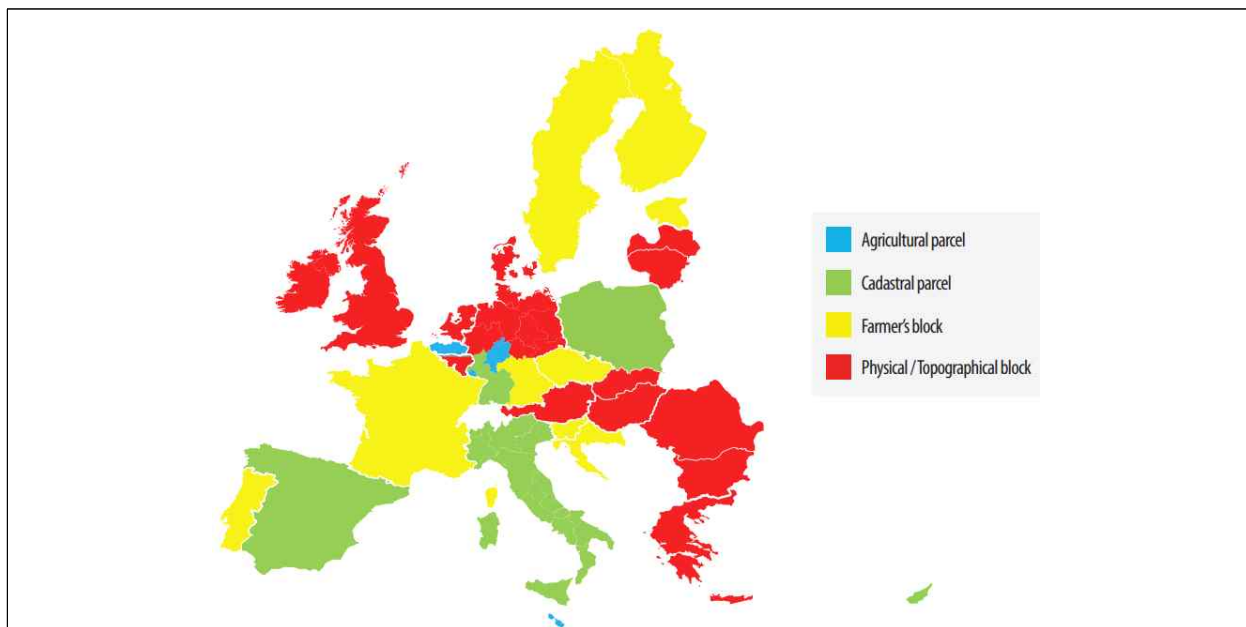 Agricultural parcel
Cadastral parcel
Farmer's block
Physical / Topographical block